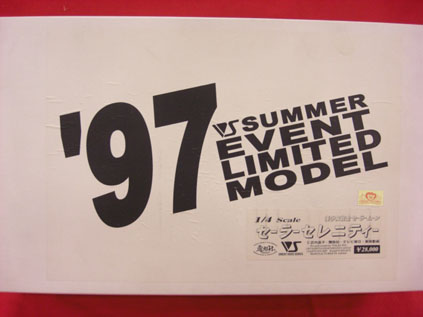 '97
VS SUMMER
EVENT
LIMITED
MODEL
1/4 Scale
セーラーセレニティー
VS
¥28,000